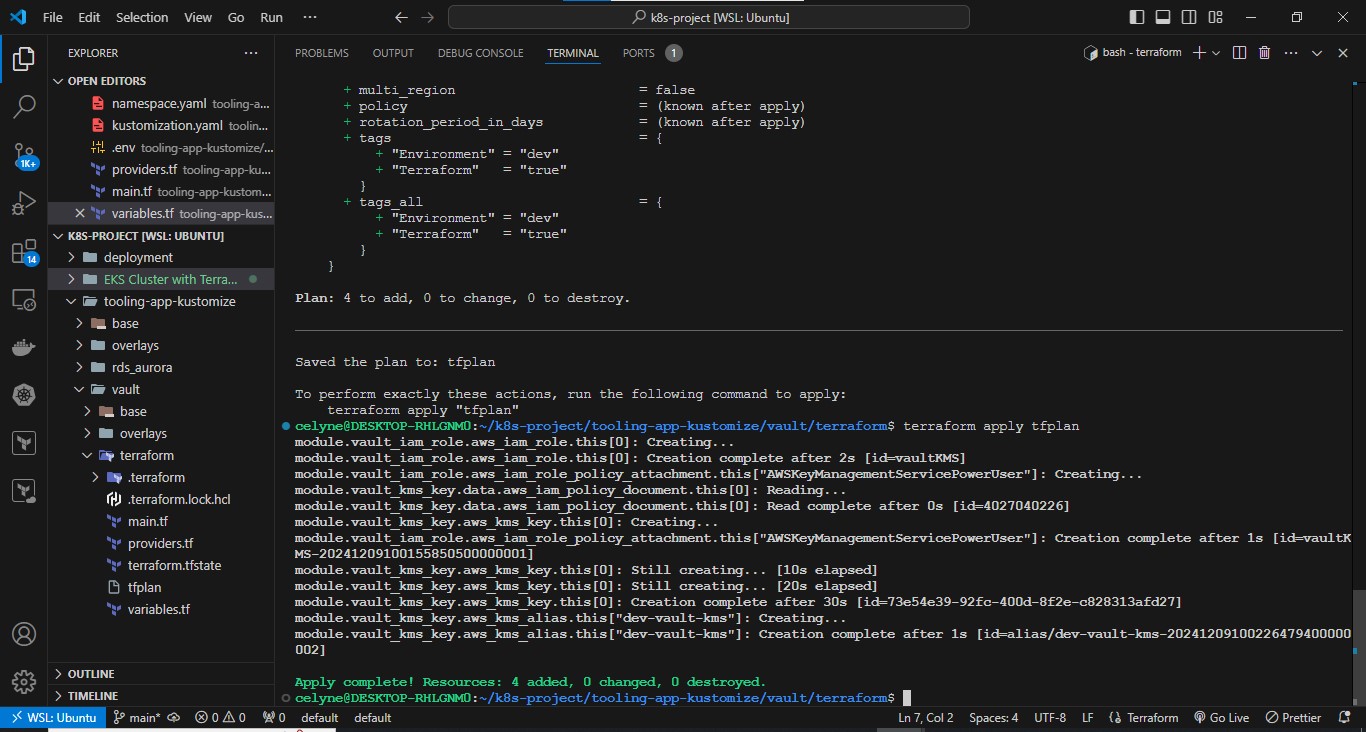 File Edit Selection View Go Run ···
k8s-project [WSL: Ubuntu]
EXPLORER
OPEN EDITORS
namespace.yaml tooling-a...
kustomization.yaml toolin...
.env tooling-app-kustomize/...
providers.tf tooling-app-ku...
main.tf tooling-app-kustom...
variables.tf tooling-app-kus...
K8S-PROJECT [WSL: UBUNTU]
deployment
EKS Cluster with Terra...
tooling-app-kustomize
base
overlays
rds_aurora
vault
base
overlays
terraform
.terraform
.terraform.lock.hcl
main.tf
providers.tf
terraform.tfstate
tfplan
variables.tf
OUTLINE
TIMELINE
1K+
14
PROBLEMS OUTPUT DEBUG CONSOLE TERMINAL PORTS 1
bash - terraform
+ multi_region = false
+ policy = (known after apply)
+ rotation_period_in_days = (known after apply)
+ tags = {
+ "Environment" = "dev"
+ "Terraform" = "true"
}
+ tags_all = {
+ "Environment" = "dev"
+ "Terraform" = "true"
}
}
Plan: 4 to add, 0 to change, 0 to destroy.
Saved the plan to: tfplan
To perform exactly these actions, run the following command to apply:
terraform apply "tfplan"
celyne@DESKTOP-RHLGNM0:~/k8s-project/tooling-app-kustomize/vault/terraform$ terraform apply tfplan
module.vault_iam_role.aws_iam_role.this[0]: Creating...
module.vault_iam_role.aws_iam_role.this[0]: Creation complete after 2s [id=vaultKMS]
module.vault_iam_role.aws_iam_role_policy_attachment.this["AWSKeyManagementServicePowerUser"]: Creating...
module.vault_kms_key.data.aws_iam_policy_document.this[0]: Reading...
module.vault_kms_key.data.aws_iam_policy_document.this[0]: Read complete after 0s [id=4027040226]
module.vault_kms_key.aws_kms_key.this[0]: Creating...
module.vault_iam_role.aws_iam_role_policy_attachment.this["AWSKeyManagementServicePowerUser"]: Creation complete after 1s [id=vaultK
MS-20241209100155850500000001]
module.vault_kms_key.aws_kms_key.this[0]: Still creating... [10s elapsed]
module.vault_kms_key.aws_kms_key.this[0]: Still creating... [20s elapsed]
module.vault_kms_key.aws_kms_key.this[0]: Creation complete after 30s [id=73e54e39-92fc-400d-8f2e-c828313afd27]
module.vault_kms_key.aws_kms_alias.this["dev-vault-kms"]: Creating...
module.vault_kms_key.aws_kms_alias.this["dev-vault-kms"]: Creation complete after 1s [id=alias/dev-vault-kms-20241209100226479400000
002]
Apply complete! Resources: 4 added, 0 changed, 0 destroyed.
celyne@DESKTOP-RHLGNM0:~/k8s-project/tooling-app-kustomize/vault/terraform$
WSL: Ubuntu main* 0 0 0 default default Ln 7, Col 2 Spaces: 4 UTF-8 LF Terraform Go Live Prettier